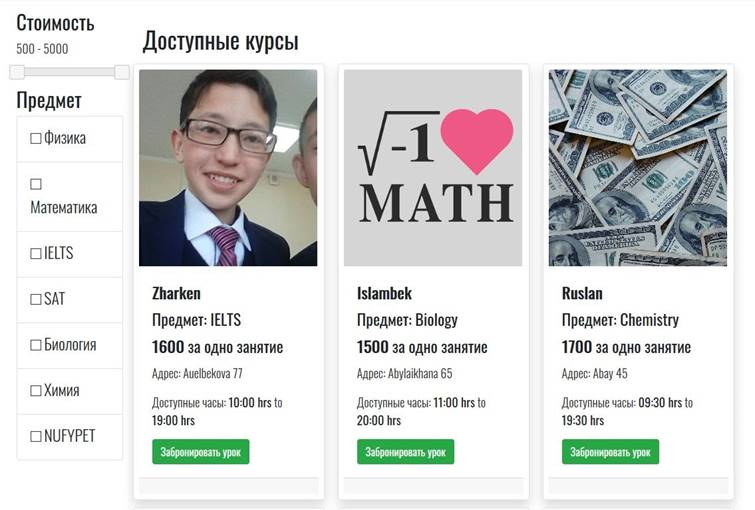 Стоимость
500 - 5000
Предмет
Физика
Математика
IELTS
SAT
Биология
Химия
NUFYPET
Доступные курсы
Zharken
Предмет: IELTS
1600 за одно занятие
Адрес: Auelbekova 77
Доступные часы: 10:00 hrs to
19:00 hrs
Забронировать урок
√-1
MATH
Islambek
Предмет: Biology
1500 за одно занятие
Адрес: Abylaikhana 65
Доступные часы: 11:00 hrs to
20:00 hrs
Забронировать урок
UNITED STATES
Ruslan
Предмет: Chemistry
1700 за одно занятие
Адрес: Abay 45
Доступные часы: 09:30 hrs to
19:30 hrs
Забронировать урок